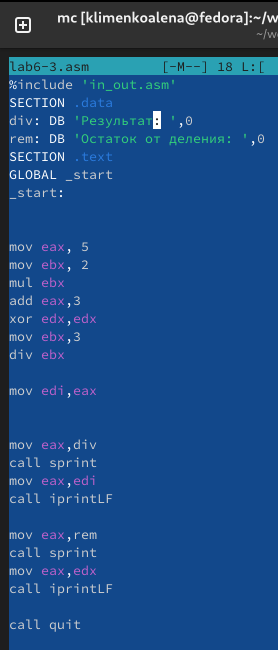 mc [klimenkoalena@fedora]:~/w
~/w
lab6-3.asm [-M--] 18 L:[
%include 'in_out.asm'
SECTION .data
div: DB 'Результат: ',0
rem: DB 'Остаток от деления: ',0
SECTION .text
GLOBAL _start
_start:
mov eax, 5
mov ebx, 2
mul ebx
add eax,3
xor edx,edx
mov ebx,3
div ebx
mov edi,eax
mov eax,div
call sprint
mov eax,edi
call iprintLF
mov eax,rem
call sprint
mov eax,edx
call iprintLF
call quit